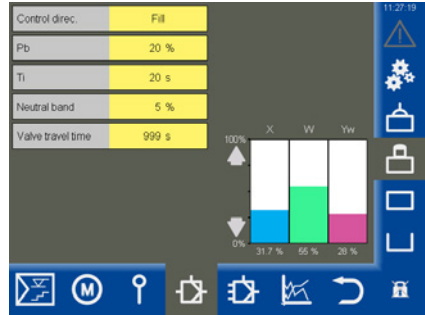 11:27:19
Control direc. Fill
Pb 20 %
Ti 20 s
Neutral band 5 %
Valve travel time 999 s
X W Yw
100%
0%
31.7 % 55 % 28 %
M